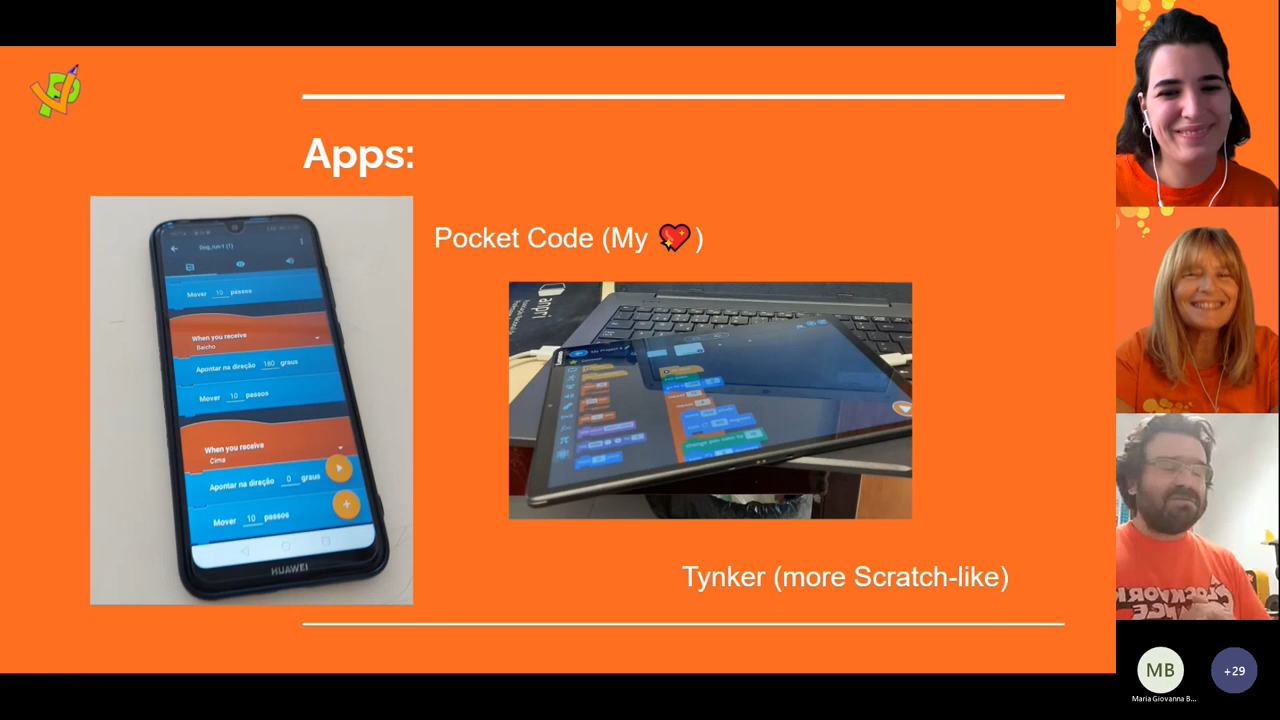 Apps:
Pocket Code (My 💖)
Mover 10 passos
When you receive
Baicho
Apontar na direção 180 graus
Mover 10 passos
When you receive
Cima
Apontar na direção 0 graus
Mover 10 passos
HUAWEI
anpri
Tynker (more Scratch-like)
MB
+29
Maria Giovanna B...